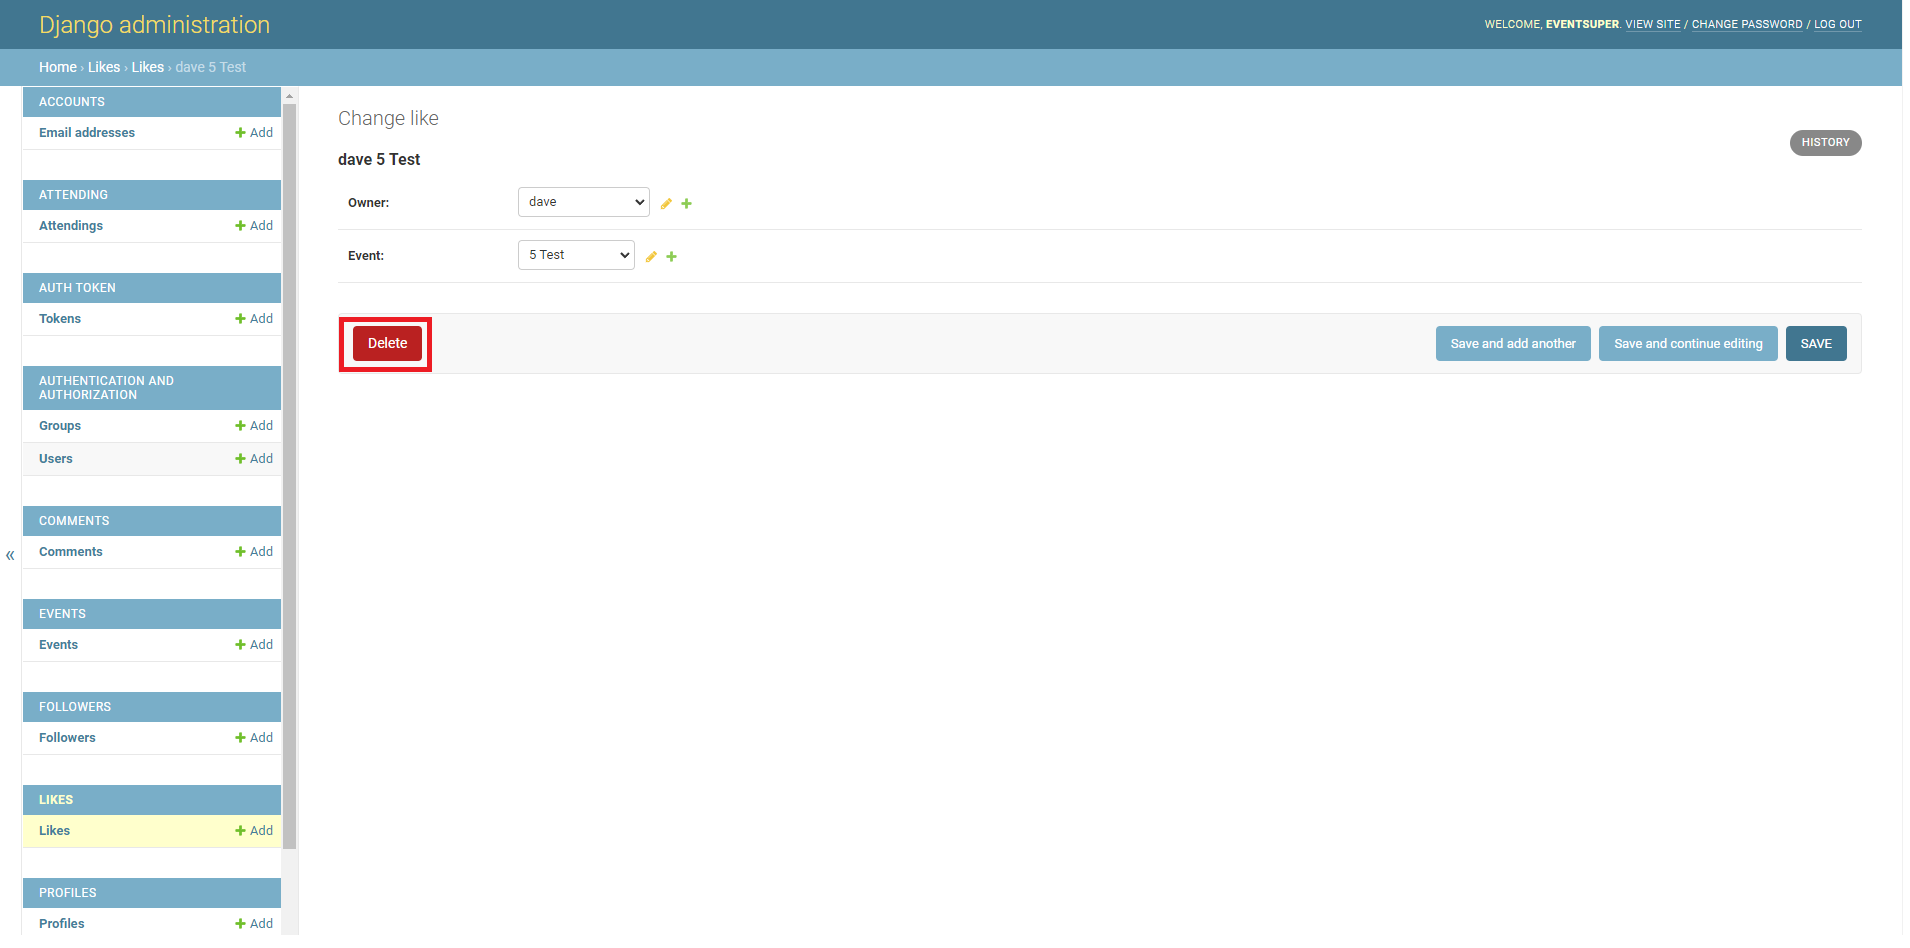 Django administration
WELCOME, EVENTSUPER. VIEW SITE / CHANGE PASSWORD / LOG OUT
Home › Likes › Likes › dave 5 Test
ACCOUNTS
Email addresses Add
ATTENDING
Attendings Add
AUTH TOKEN
Tokens Add
AUTHENTICATION AND
AUTHORIZATION
Groups Add
Users Add
COMMENTS
Comments Add
EVENTS
Events Add
FOLLOWERS
Followers Add
LIKES
Likes Add
PROFILES
Profiles Add
«
Change like
HISTORY
dave 5 Test
Owner: dave
Event: 5 Test
Delete
Save and add another
Save and continue editing
SAVE